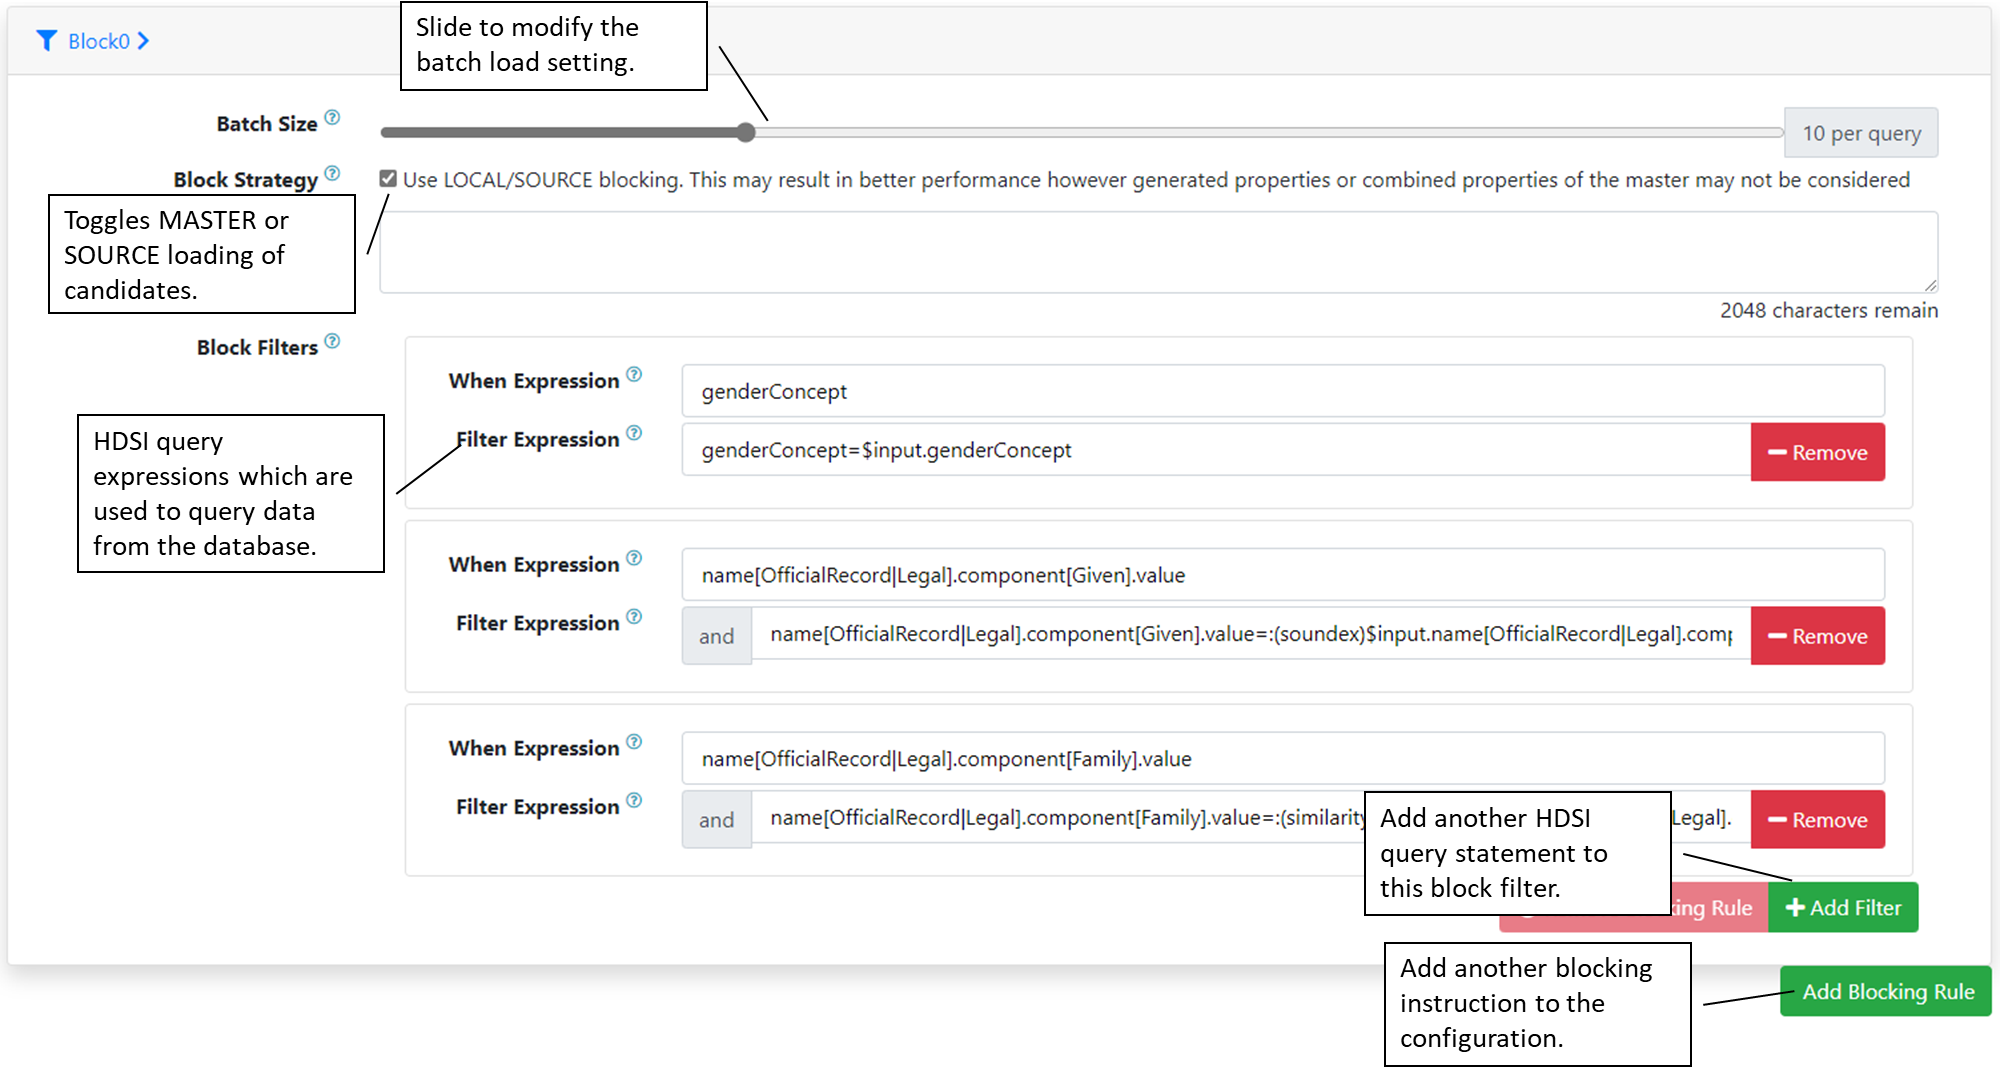 Block0
Slide to modify the
batch load setting.
Batch Size
10 per query
Block Strategy
Use LOCAL/SOURCE blocking. This may result in better performance however generated properties or combined properties of the master may not be considered
Toggles MASTER or
SOURCE loading of
candidates.
2048 characters remain
Block Filters
When Expression
genderConcept
Filter Expression
genderConcept=$input.genderConcept
Remove
HDSI query
expressions which are
used to query data
from the database.
When Expression
name[OfficialRecord|Legal].component[Given].value
Filter Expression
and
name[OfficialRecord|Legal].component[Given].value=:(soundex)$input.name[OfficialRecord|Legal].comp
Remove
When Expression
name[OfficialRecord|Legal].component[Family].value
Filter Expression
and
name[OfficialRecord|Legal].component[Family].value=:(similarity
Legal].
Remove
Add another HDSI
query statement to
this block filter.
Rule
Add Filter
Add another blocking
instruction to the
configuration.
Add Blocking Rule